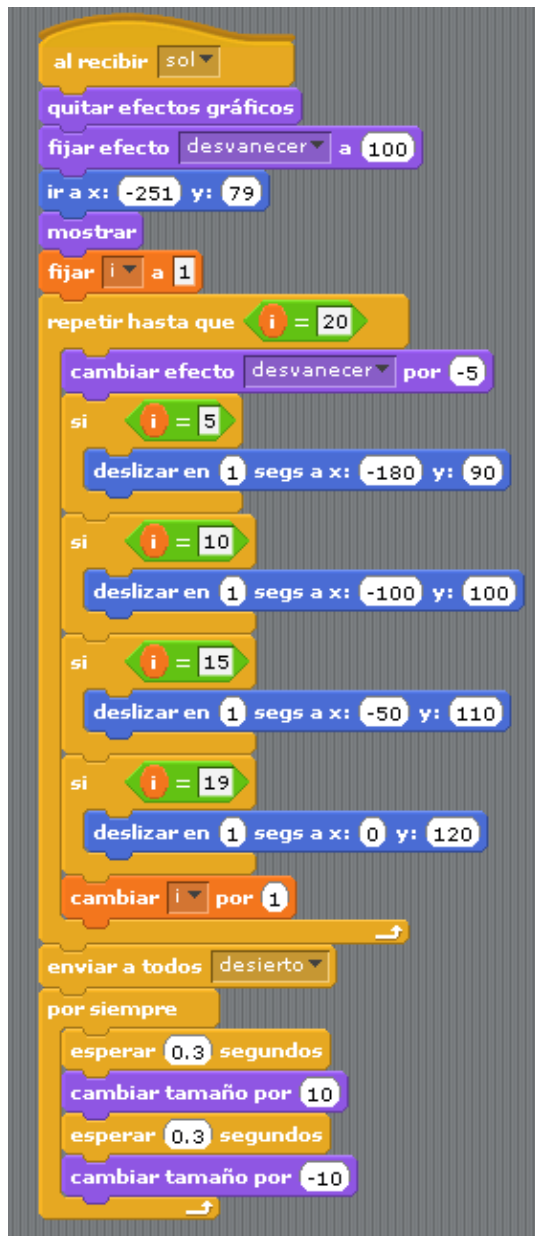 al recibir sol
quitar efectos gráficos
fijar efecto desvanecer a 100
ir a x: -251 y: 79
mostrar
fijar i a 1
repetir hasta que i = 20
cambiar efecto desvanecer por -5
si i = 5
deslizar en 1 segs a x: -180 y: 90
si i = 10
deslizar en 1 segs a x: -100 y: 100
si i = 15
deslizar en 1 segs a x: -50 y: 110
si i = 19
deslizar en 1 segs a x: 0 y: 120
cambiar i por 1
enviar a todos desierto
por siempre
esperar 0.3 segundos
cambiar tamaño por 10
esperar 0.3 segundos
cambiar tamaño por -10